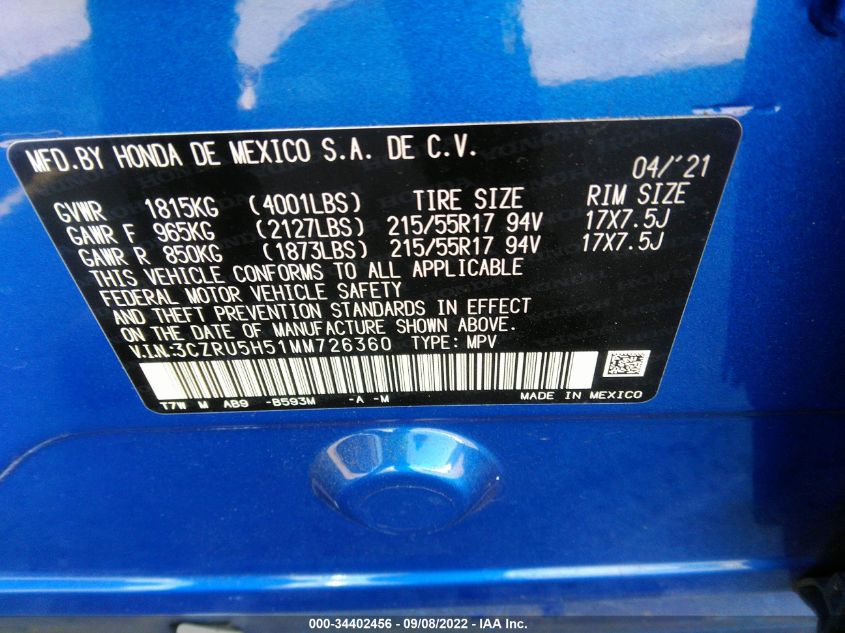 MFD.BY HONDA DE MEXICO S.A. DE C.V. 04/'21
GVWR 1815KG (4001LBS) TIRE SIZE RIM SIZE
GAWR F 965KG (2127LBS) 215/55R17 94V 17X7.5J
GAWR R 850KG (1873LBS) 215/55R17 94V 17X7.5J
THIS VEHICLE CONFORMS TO ALL APPLICABLE
FEDERAL MOTOR VEHICLE SAFETY
AND THEFT PREVENTION STANDARDS IN EFFECT
ON THE DATE OF MANUFACTURE SHOWN ABOVE.
V.I.N:3CZRU5H51MM726360 TYPE: MPV
T7W M AB9 -B593M -A -M MADE IN MEXICO
000-34402456 - 09/08/2022 - IAA Inc.